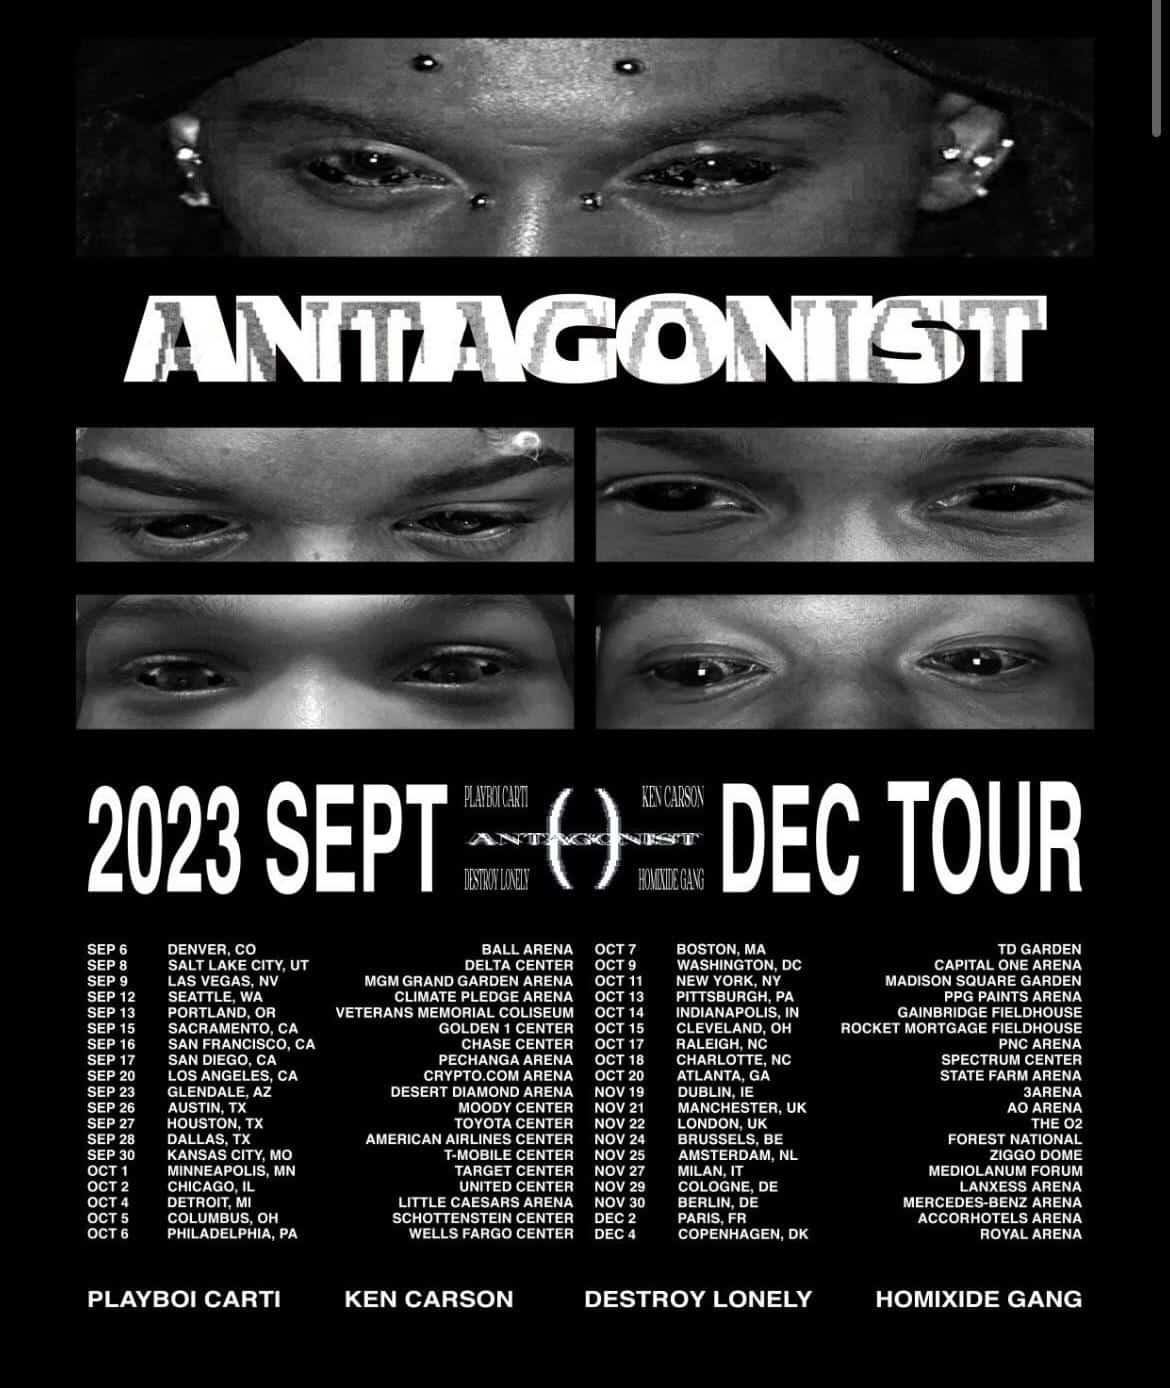 ANTAGONIST
2023 SEPT
PLAYBOI CARTI
KEN CARSON
ANTAGONIST
DESTROY LONELY
HOMIXIDE GANG
( )
DEC TOUR
SEP 6 DENVER, CO BALL ARENA
SEP 8 SALT LAKE CITY, UT DELTA CENTER
SEP 9 LAS VEGAS, NV MGM GRAND GARDEN ARENA
SEP 12 SEATTLE, WA CLIMATE PLEDGE ARENA
SEP 13 PORTLAND, OR VETERANS MEMORIAL COLISEUM
SEP 15 SACRAMENTO, CA GOLDEN 1 CENTER
SEP 16 SAN FRANCISCO, CA CHASE CENTER
SEP 17 SAN DIEGO, CA PECHANGA ARENA
SEP 20 LOS ANGELES, CA CRYPTO.COM ARENA
SEP 23 GLENDALE, AZ DESERT DIAMOND ARENA
SEP 26 AUSTIN, TX MOODY CENTER
SEP 27 HOUSTON, TX TOYOTA CENTER
SEP 28 DALLAS, TX AMERICAN AIRLINES CENTER
SEP 30 KANSAS CITY, MO T-MOBILE CENTER
OCT 1 MINNEAPOLIS, MN TARGET CENTER
OCT 2 CHICAGO, IL UNITED CENTER
OCT 4 DETROIT, MI LITTLE CAESARS ARENA
OCT 5 COLUMBUS, OH SCHOTTENSTEIN CENTER
OCT 6 PHILADELPHIA, PA WELLS FARGO CENTER
OCT 7 BOSTON, MA TD GARDEN
OCT 9 WASHINGTON, DC CAPITAL ONE ARENA
OCT 11 NEW YORK, NY MADISON SQUARE GARDEN
OCT 13 PITTSBURGH, PA PPG PAINTS ARENA
OCT 14 INDIANAPOLIS, IN GAINBRIDGE FIELDHOUSE
OCT 15 CLEVELAND, OH ROCKET MORTGAGE FIELDHOUSE
OCT 17 RALEIGH, NC PNC ARENA
OCT 18 CHARLOTTE, NC SPECTRUM CENTER
OCT 20 ATLANTA, GA STATE FARM ARENA
NOV 19 DUBLIN, IE 3ARENA
NOV 21 MANCHESTER, UK AO ARENA
NOV 22 LONDON, UK THE O2
NOV 24 BRUSSELS, BE FOREST NATIONAL
NOV 25 AMSTERDAM, NL ZIGGO DOME
NOV 27 MILAN, IT MEDIOLANUM FORUM
NOV 29 COLOGNE, DE LANXESS ARENA
NOV 30 BERLIN, DE MERCEDES-BENZ ARENA
DEC 2 PARIS, FR ACCORHOTELS ARENA
DEC 4 COPENHAGEN, DK ROYAL ARENA
PLAYBOI CARTI KEN CARSON DESTROY LONELY HOMIXIDE GANG